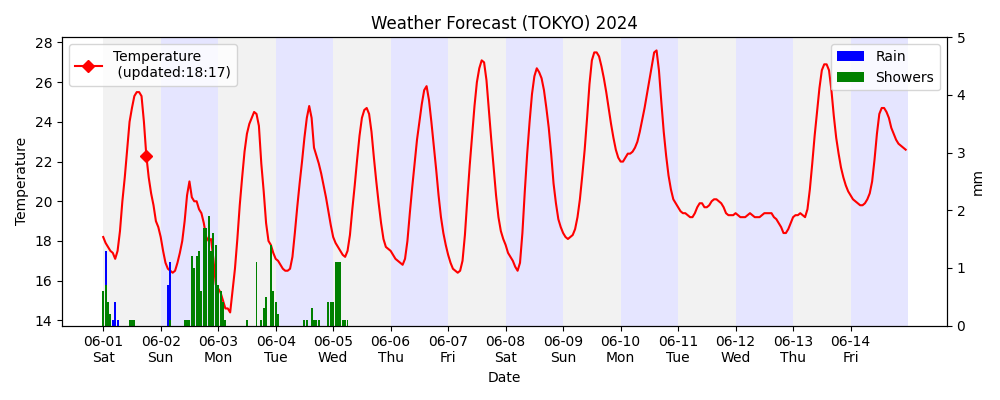 Weather Forecast (TOKYO) 2024
Temperature
(updated:18:17)
Rain
Showers
28
26
24
22
20
18
16
14
Temperature
5
4
3
2
1
0
mm
06-01 06-02 06-03 06-04 06-05 06-06 06-07 06-08 06-09 06-10 06-11 06-12 06-13 06-14
Sat Sun Mon Tue Wed Thu Fri Sat Sun Mon Tue Wed Thu Fri
Date